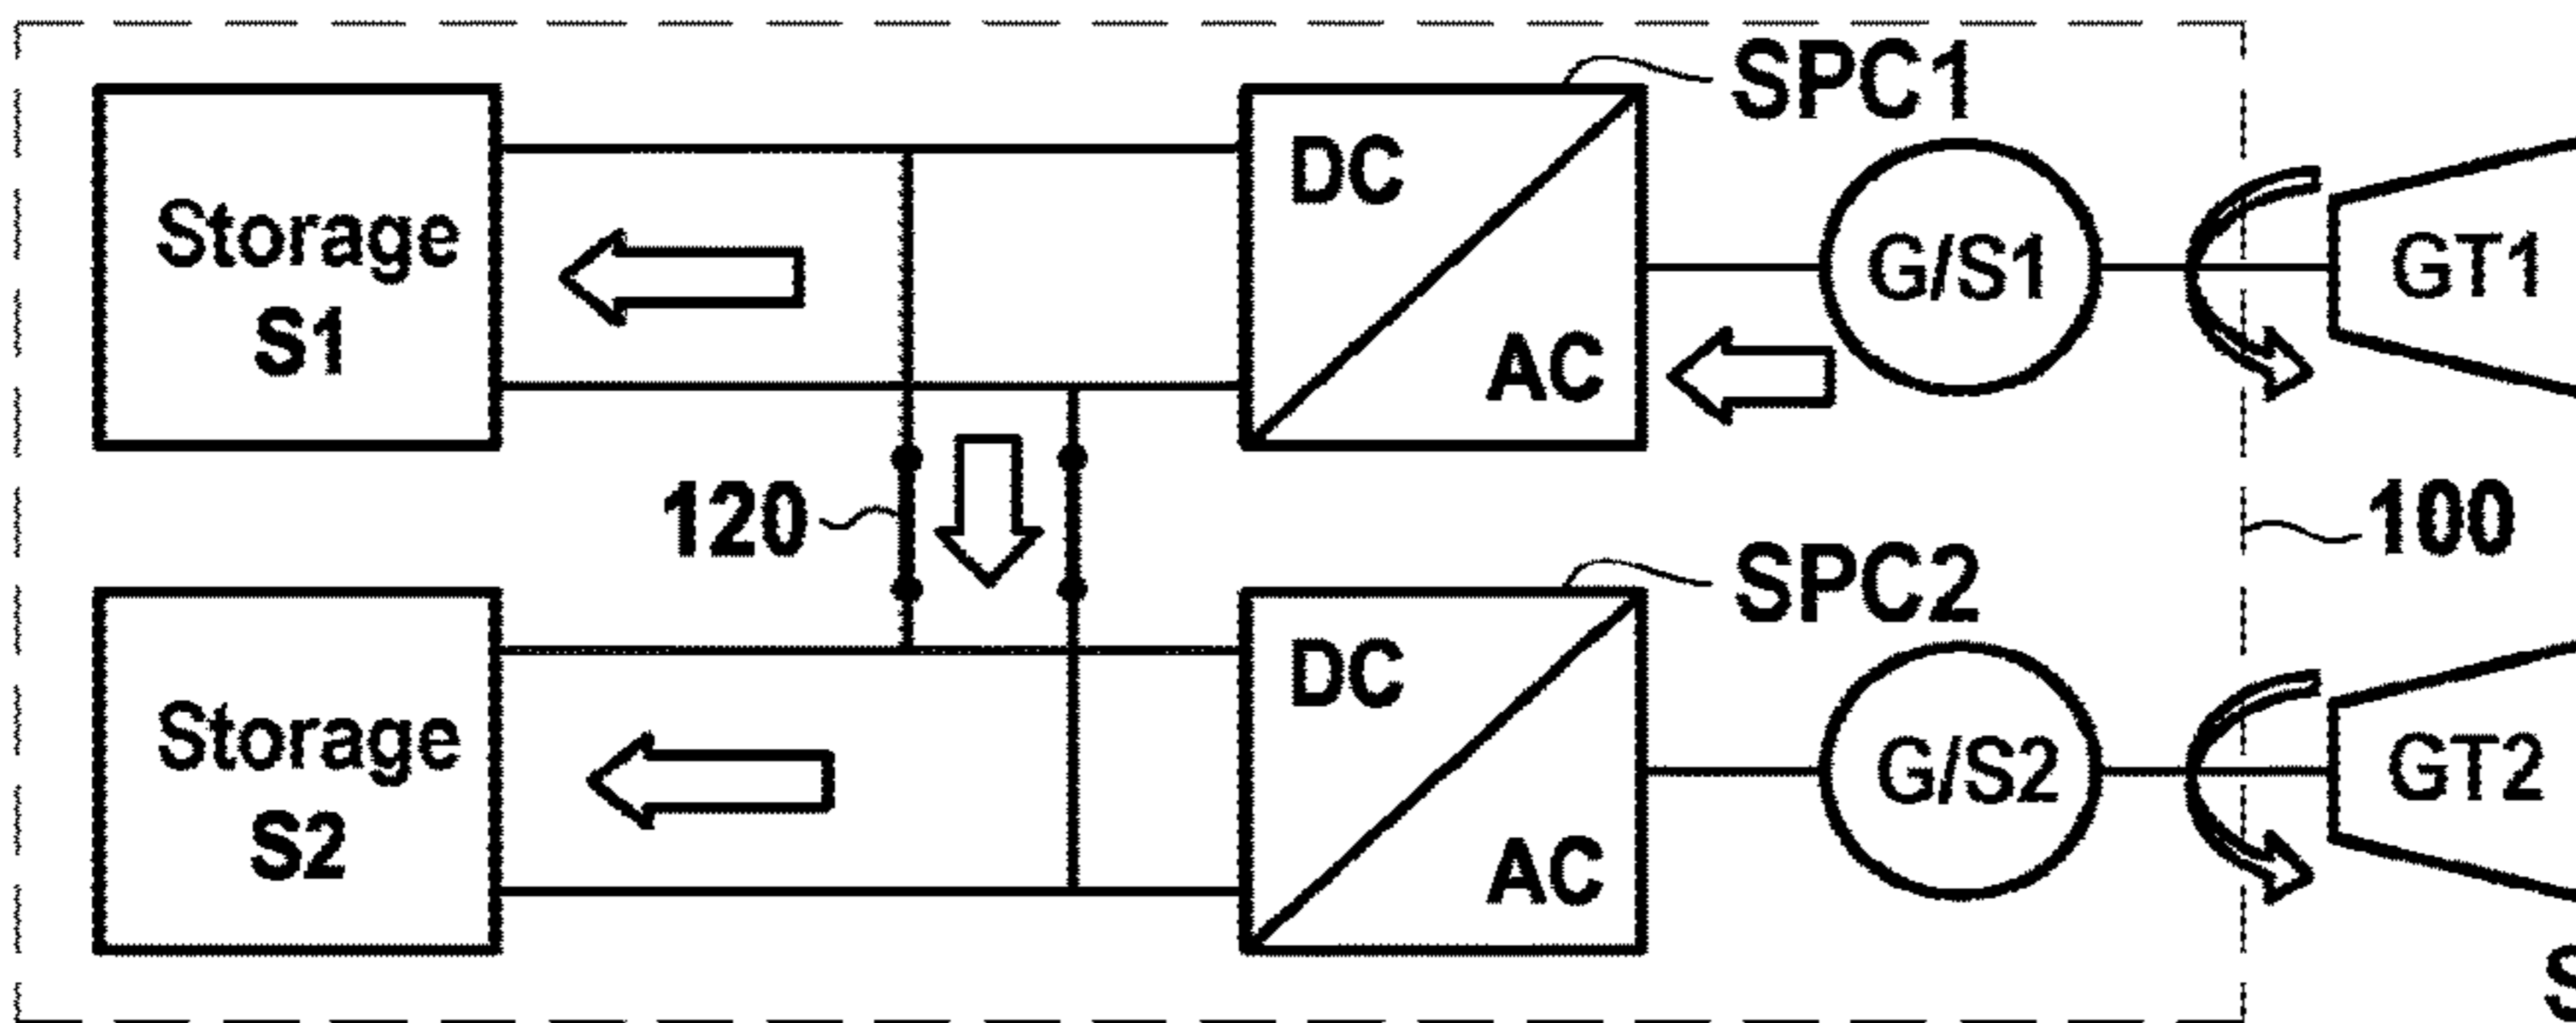 SPC1
DC
AC
Storage
S1
G/S1
GT1
120
100
SPC2
DC
AC
Storage
S2
G/S2
GT2